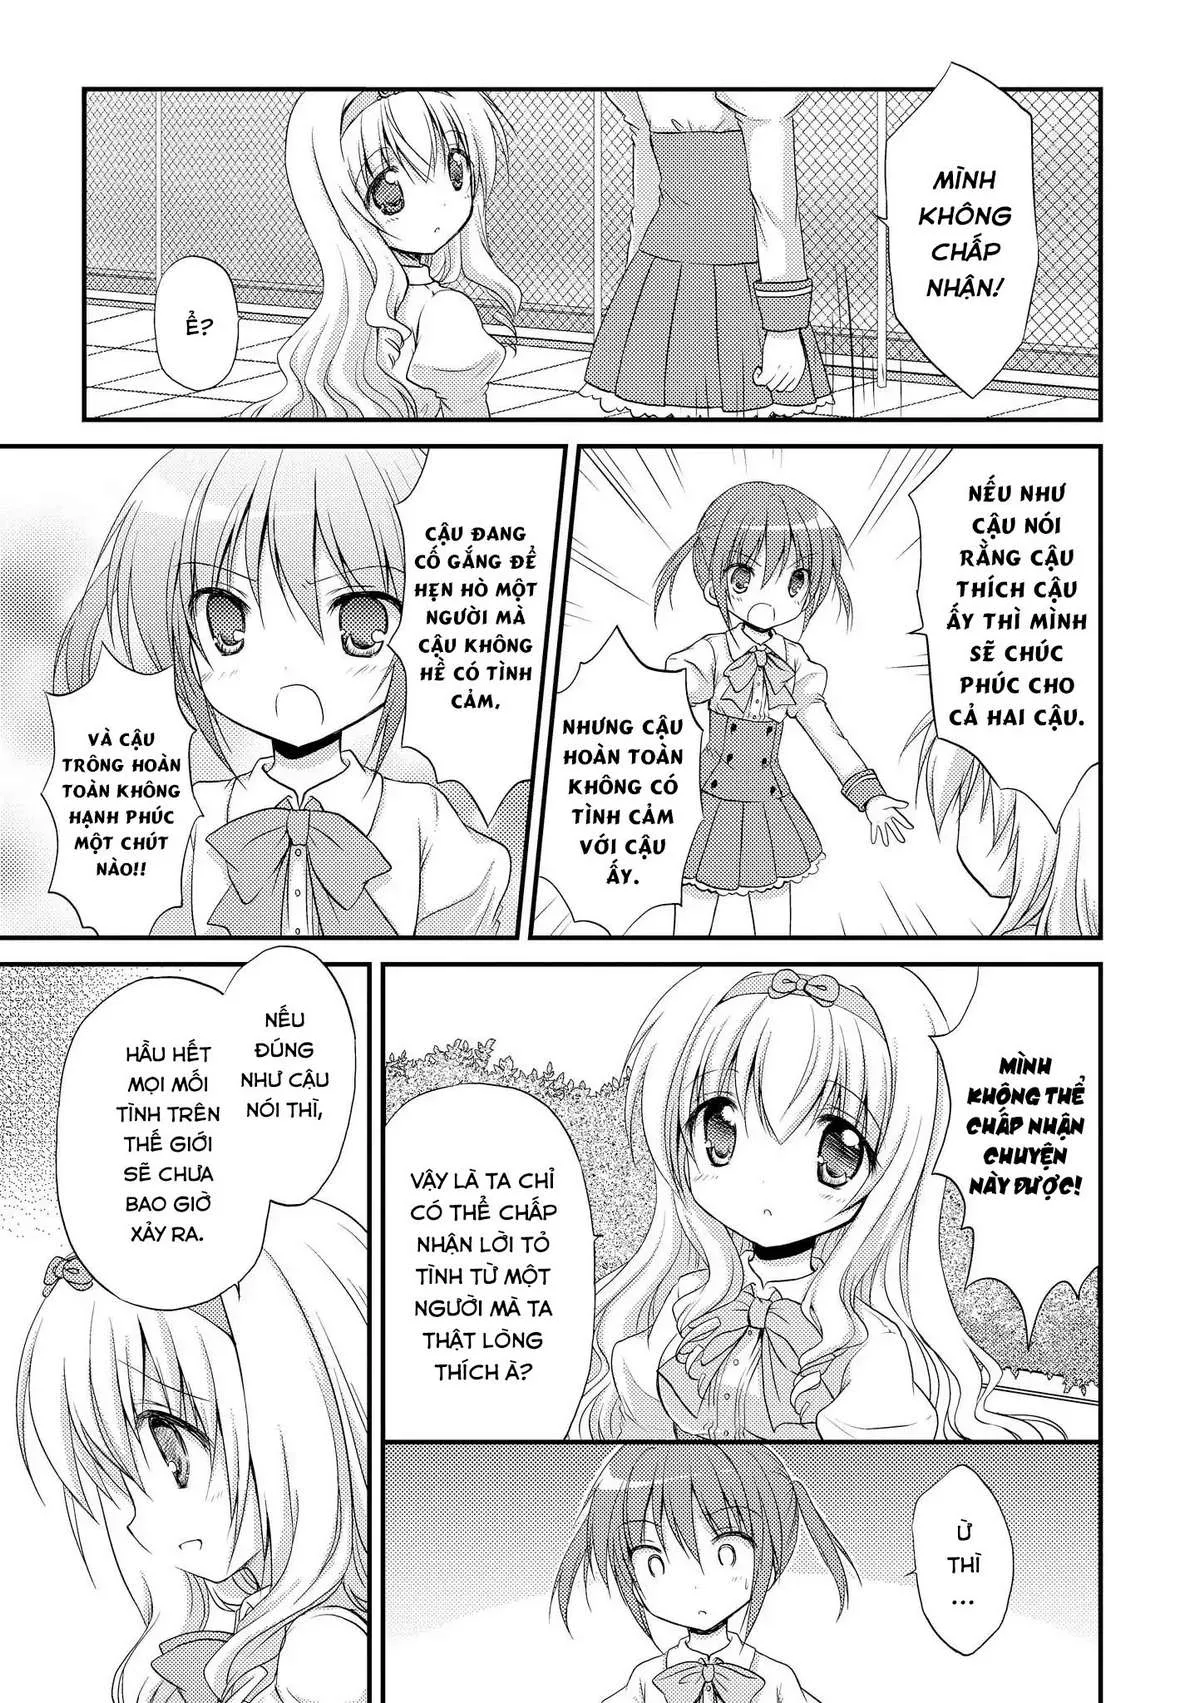 MÌNH
KHÔNG
CHẤP
NHẬN!
Ể?
NẾU NHƯ
CẬU NÓI
RẰNG CẬU
THÍCH CẬU
ẤY THÌ MÌNH
SẼ CHÚC
PHÚC CHO
CẢ HAI CẬU.
NHƯNG CẬU
HOÀN TOÀN
KHÔNG CÓ
TÌNH CẢM
VỚI CẬU
ẤY.
CẬU ĐANG
CỐ GẮNG ĐỂ
HẸN HÒ MỘT
NGƯỜI MÀ
CẬU KHÔNG
HỀ CÓ TÌNH
CẢM,
VÀ CẬU
TRÔNG HOÀN
TOÀN KHÔNG
HẠNH PHÚC
MỘT CHÚT
NÀO!!
MÌNH
KHÔNG THỂ
CHẤP NHẬN
CHUYỆN
NÀY ĐƯỢC!
VẬY LÀ TA CHỈ
CÓ THỂ CHẤP
NHẬN LỜI TỎ
TÌNH TỪ MỘT
NGƯỜI MÀ TA
THẬT LÒNG
THÍCH À?
Ừ
THÌ
...
NẾU
ĐÚNG
NHƯ CẬU
NÓI THÌ,
HẦU HẾT
MỌI MỐI
TÌNH TRÊN
THẾ GIỚI
SẼ CHƯA
BAO GIỜ
XẢY RA.